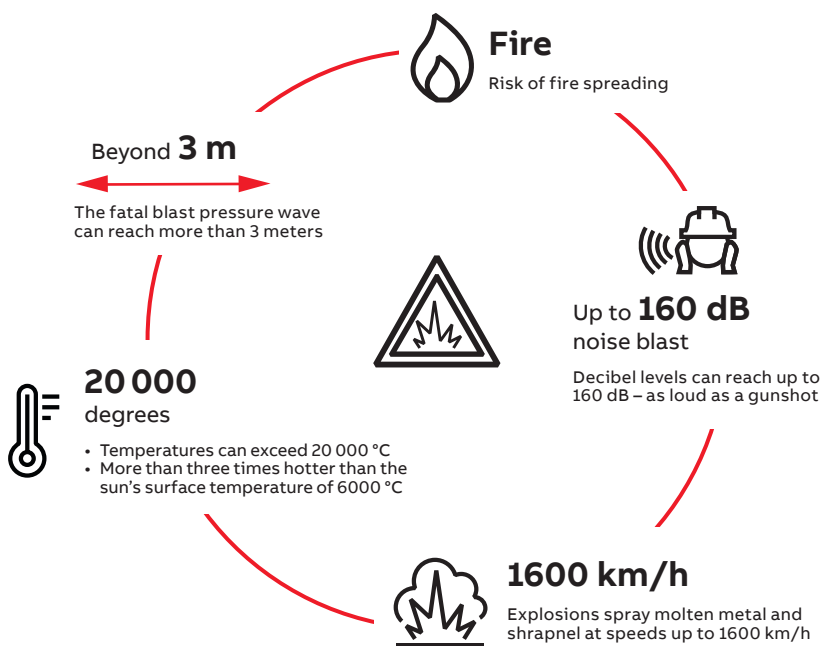 Fire
Risk of fire spreading
Beyond 3 m
The fatal blast pressure wave
can reach more than 3 meters
Up to 160 dB
noise blast
Decibel levels can reach up to
160 dB – as loud as a gunshot
20 000
degrees
• Temperatures can exceed 20 000 °C
• More than three times hotter than the
sun's surface temperature of 6000 °C
1600 km/h
Explosions spray molten metal and
shrapnel at speeds up to 1600 km/h